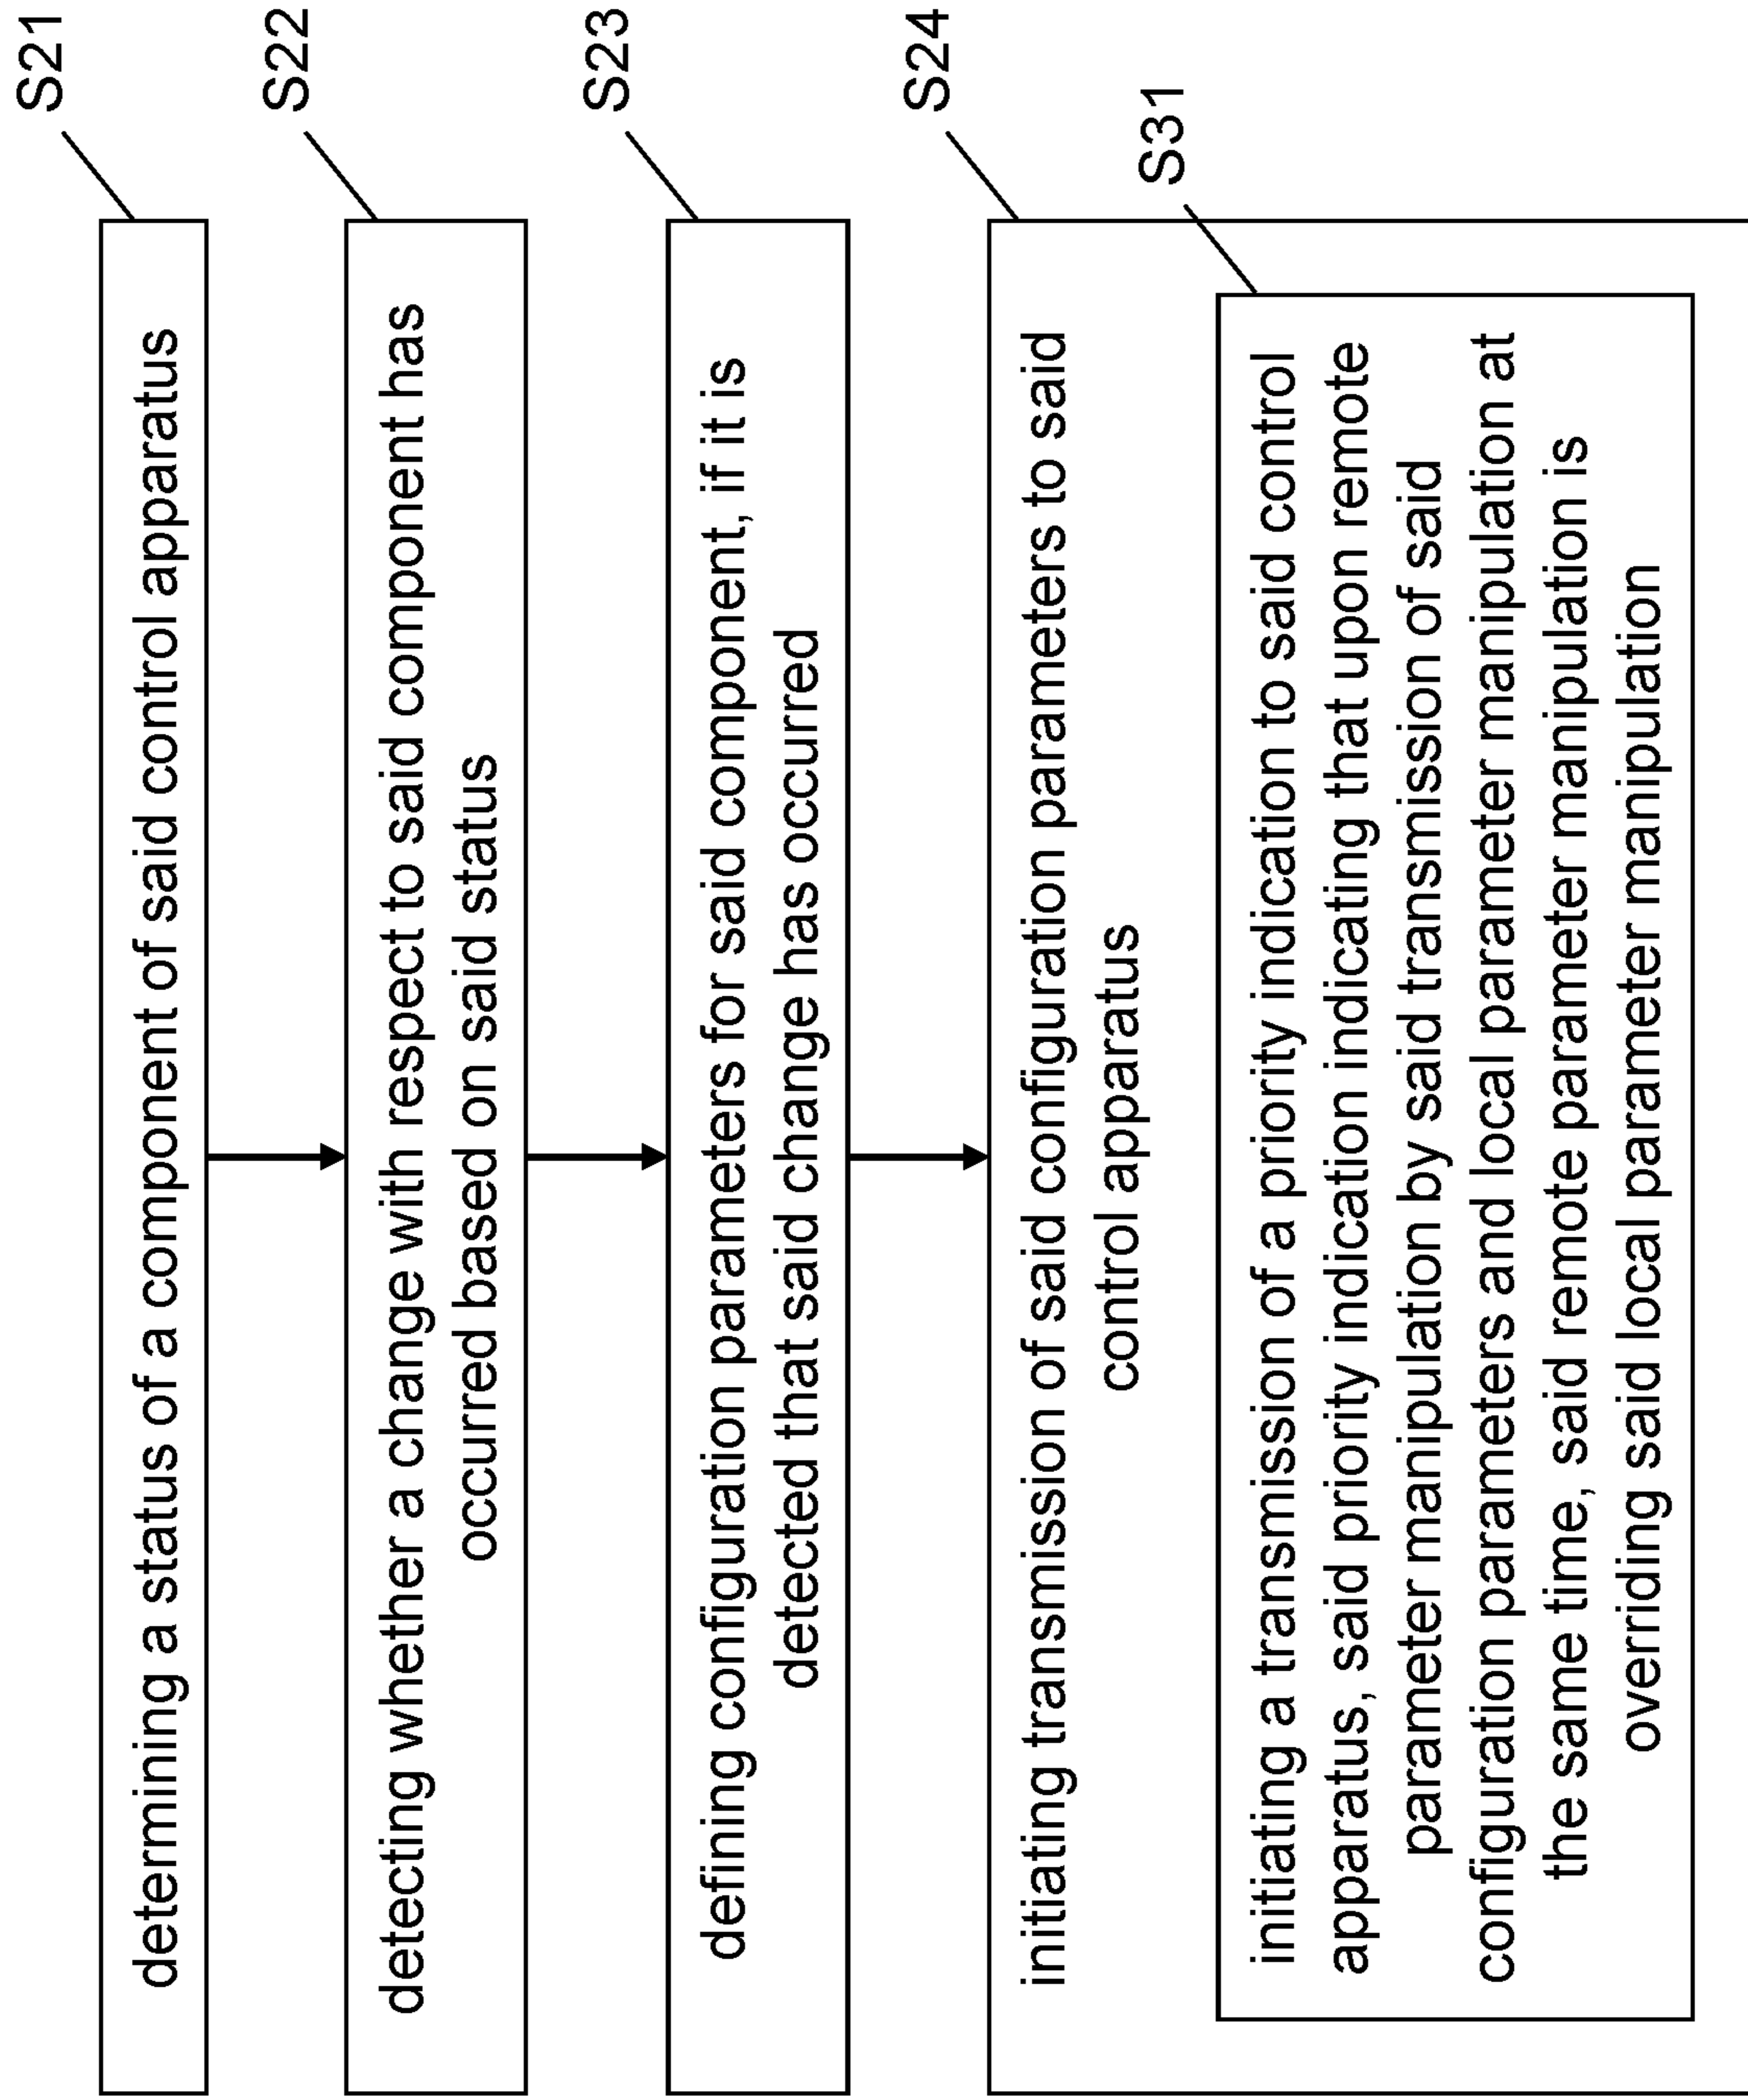 S21
determining a status of a component of said control apparatus
S22
detecting whether a change with respect to said component has
occurred based on said status
S23
defining configuration parameters for said component, if it is
detected that said change has occurred
S24
initiating transmission of said configuration parameters to said
control apparatus
S31
initiating a transmission of a priority indication to said control
apparatus, said priority indication indicating that upon remote
parameter manipulation by said transmission of said
configuration parameters and local parameter manipulation at
the same time, said remote parameter manipulation is
overriding said local parameter manipulation